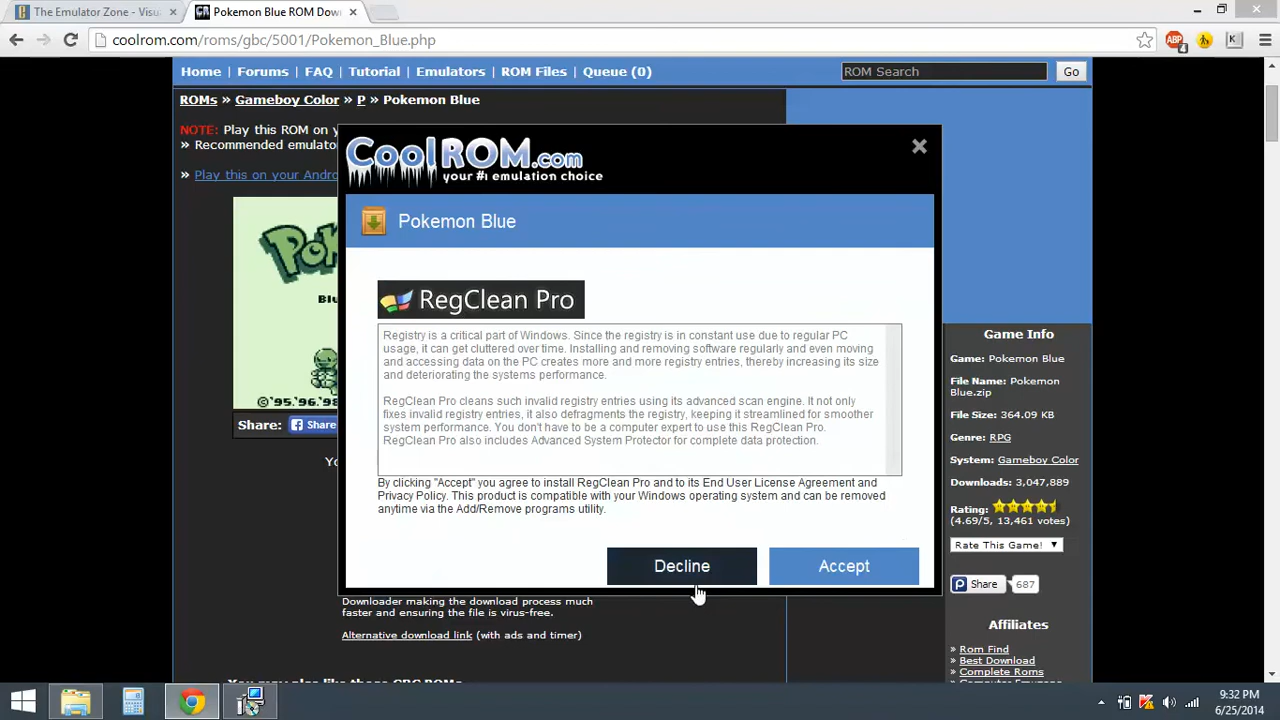 The Emulator Zone - Visua
Pokemon Blue ROM Dow
coolrom.com/roms/gbc/5001/Pokemon_Blue.php
ABP
4
K
Home | Forums | FAQ | Tutorial | Emulators | ROM Files | Queue (0)
ROM Search
Go
ROMs » Gameboy Color » P » Pokemon Blue
NOTE: Play this ROM on y
» Recommended emulato
» Play this on your Andro
CoolROM.com
your #1 emulation choice
Pokemon Blue
RegClean Pro
Registry is a critical part of Windows. Since the registry is in constant use due to regular PC
usage, it can get cluttered over time. Installing and removing software regularly and even moving
and accessing data on the PC creates more and more registry entries, thereby increasing its size
and deteriorating the systems performance.
RegClean Pro cleans such invalid registry entries using its advanced scan engine. It not only
fixes invalid registry entries, it also defragments the registry, keeping it streamlined for smoother
system performance. You don't have to be a computer expert to use this RegClean Pro.
RegClean Pro also includes Advanced System Protector for complete data protection.
By clicking "Accept" you agree to install RegClean Pro and to its End User License Agreement and
Privacy Policy. This product is compatible with your Windows operating system and can be removed
anytime via the Add/Remove programs utility.
Decline
Accept
Blu
©'95.'96.'98
Share:
Share
Yo
Downloader making the download process much
faster and ensuring the file is virus-free.
Alternative download link (with ads and timer)
Game Info
Game: Pokemon
Blue
File Name: Pokemon
Blue.zip
File Size: 364.09 KB
Genre: RPG
System: Gameboy Color
Downloads: 3,047,889
Rating:
(4.69/5, 13,461 votes)
Rate This Game!
Share
687
Affiliates
» Rom Find
» Best Download
» Complete Roms
9:32 PM
6/25/2014